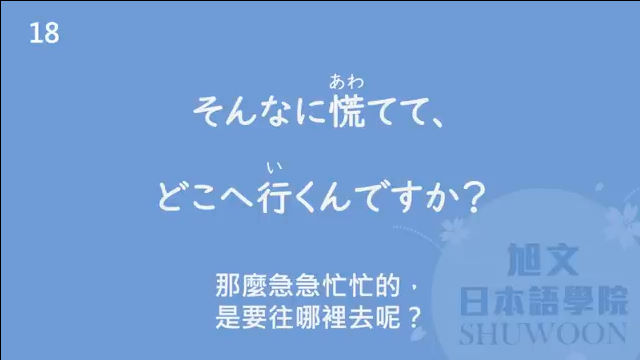 18
あわ
そんなに慌てて、
い
どこへ行くんですか?
那麼急急忙忙的，
是要往哪裡去呢？
旭文
日本語學院
SHUWOON